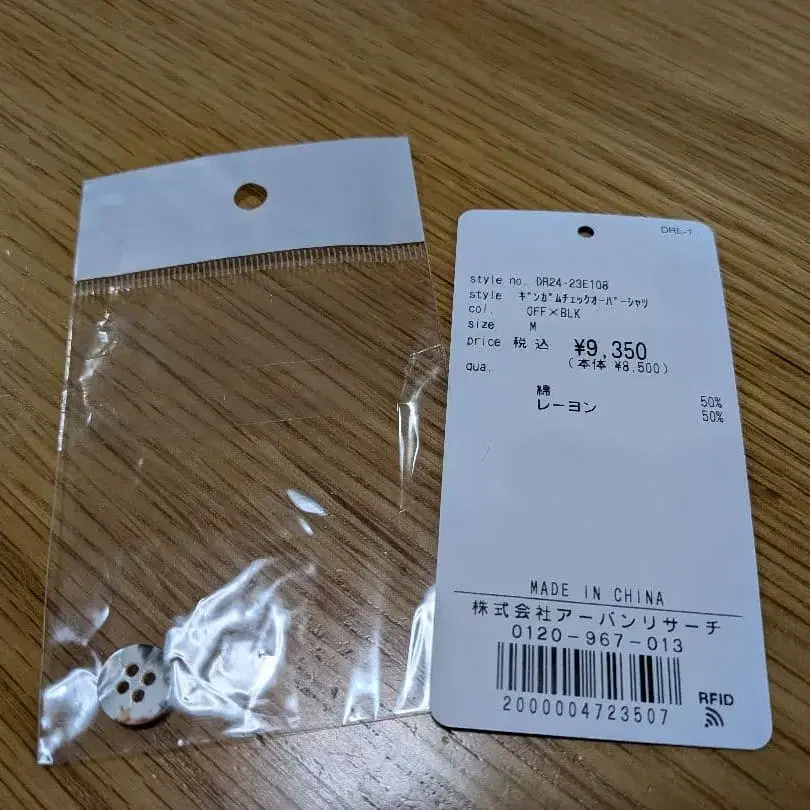 DRL-1
style no. DR24-23E108
style ｷﾞﾝｶﾞﾑﾁｪｯｸｵｰﾊﾞｰｼｬﾂ
col. OFF×BLK
size M
price 税込 ¥9,350
(本体 ¥8,500)
qua.
綿 50%
レーヨン 50%
MADE IN CHINA
株式会社アーバンリサーチ
0120-967-013
2000004723507
RFID